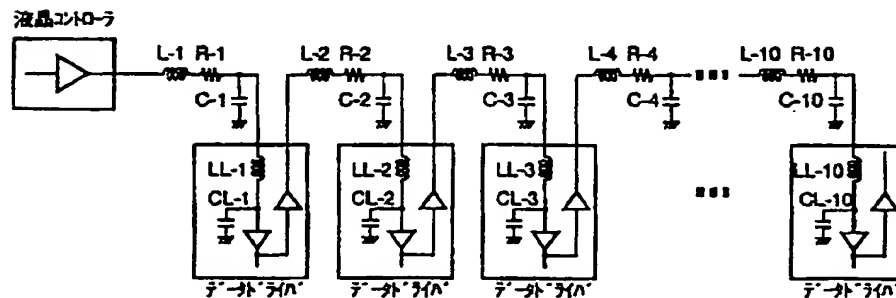 液晶コントローラ
L-1 R-1
L-2 R-2
L-3 R-3
L-4 R-4
L-10 R-10
C-1
C-2
C-3
C-4
C-10
LL-1
LL-2
LL-3
LL-10
CL-1
CL-2
CL-3
CL-10
データドライバ
データドライバ
データドライバ
データドライバ